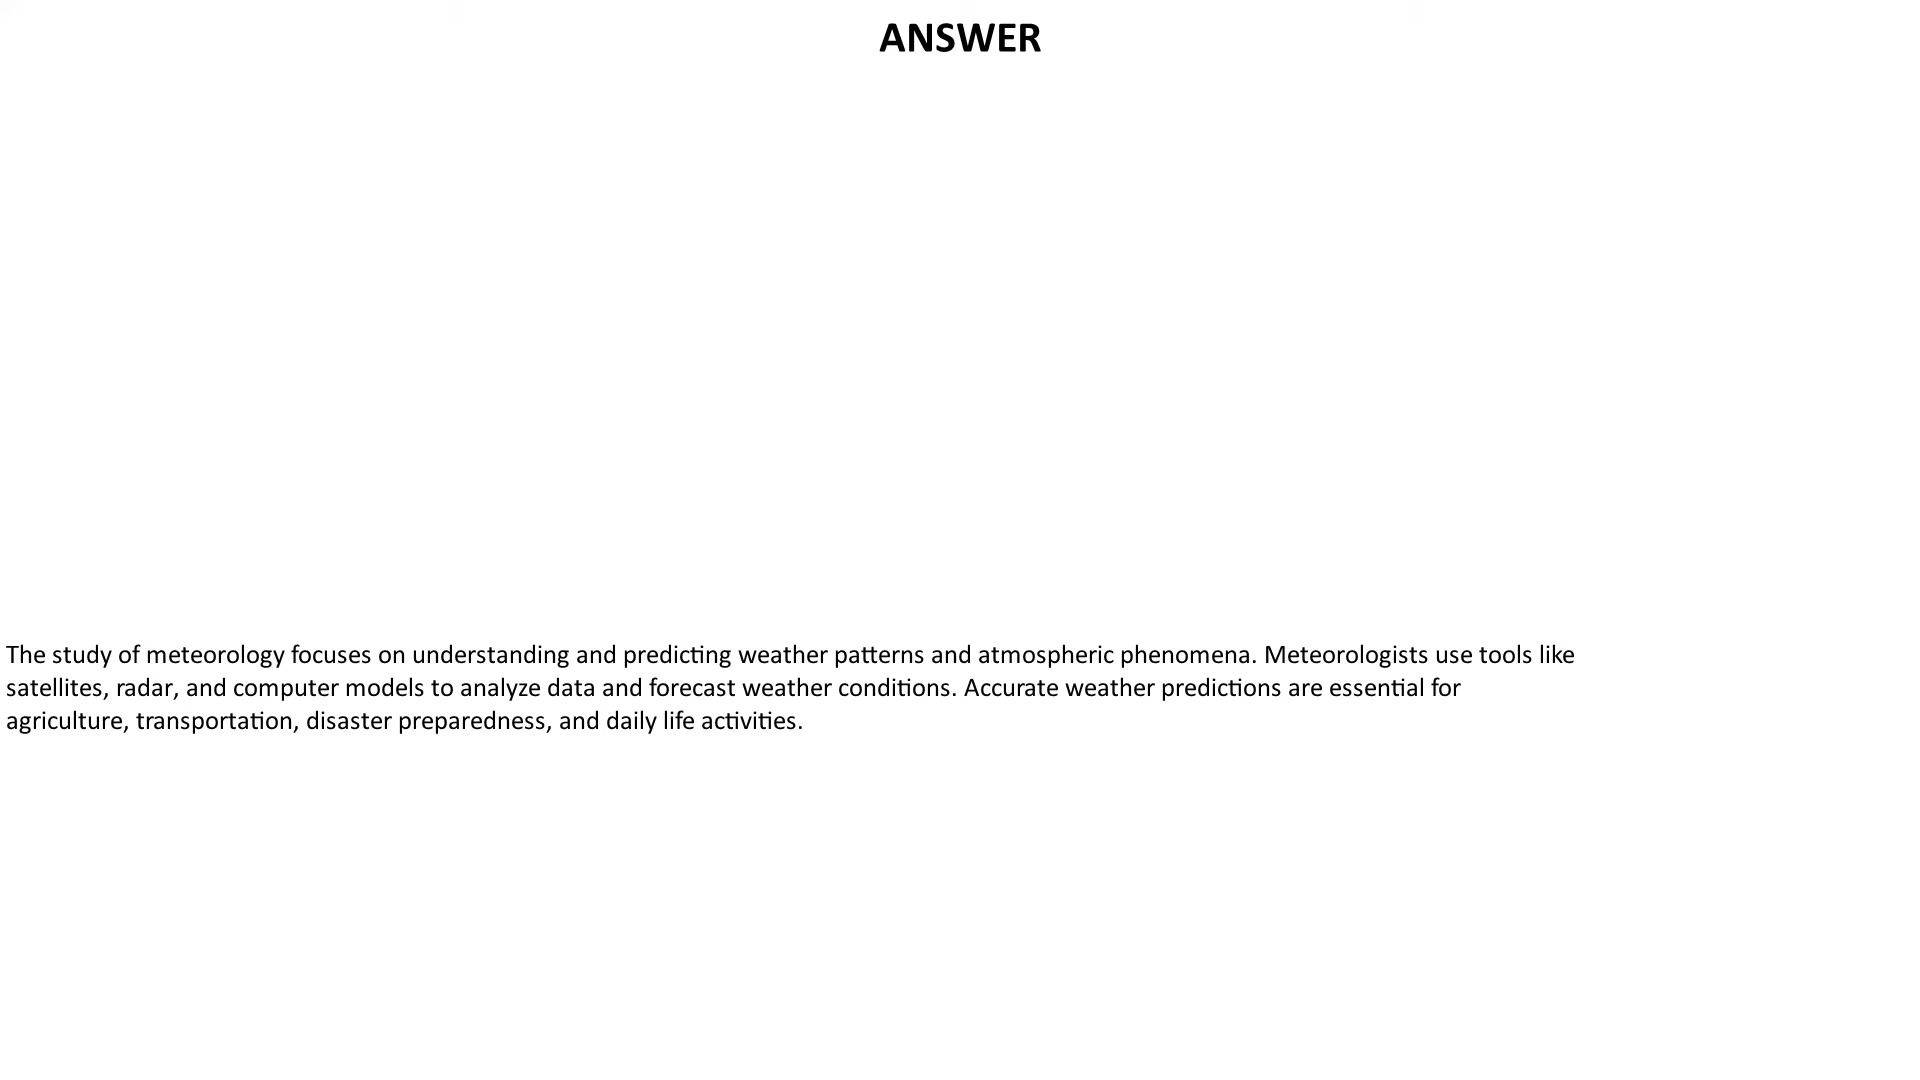 ANSWER
The study of meteorology focuses on understanding and predicting weather patterns and atmospheric phenomena. Meteorologists use tools like
satellites, radar, and computer models to analyze data and forecast weather conditions. Accurate weather predictions are essential for
agriculture, transportation, disaster preparedness, and daily life activities.